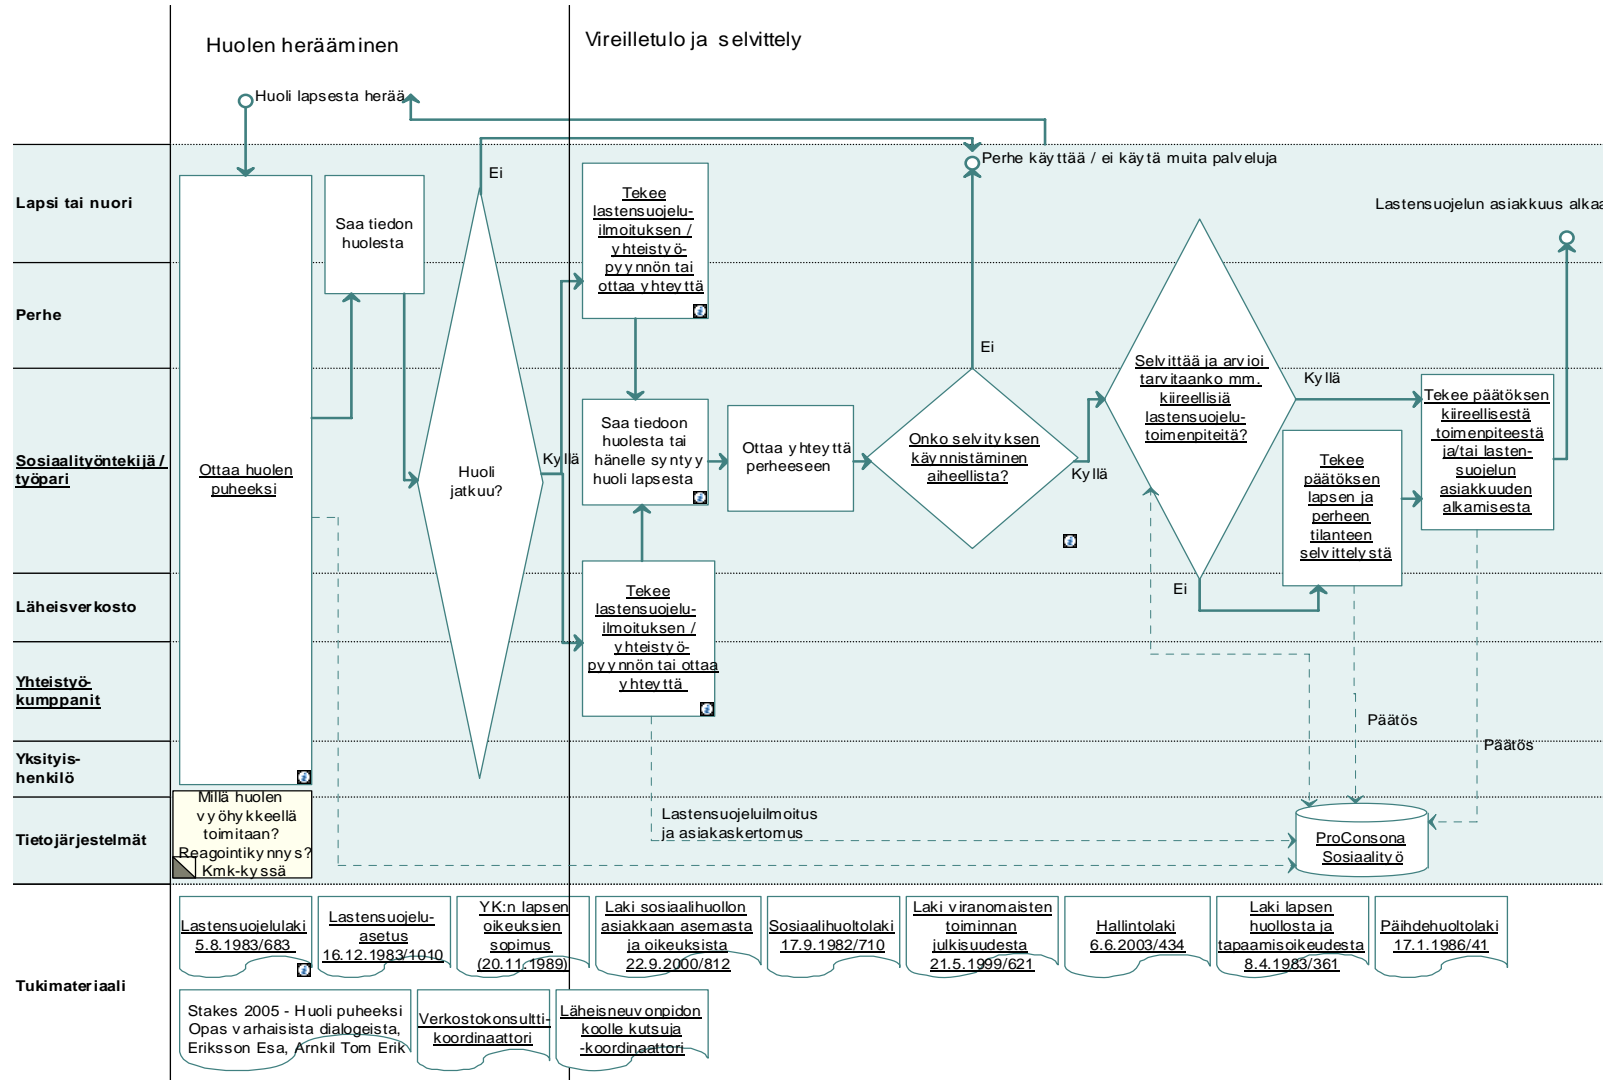 Huolen herääminen
Vireilletulo ja selvittely
Huoli lapsesta herää
Ei
Perhe käyttää / ei käytä muita palveluja
Lapsi tai nuori
Saa tiedon
huolesta
Tekee
lastensuojelu-
ilmoituksen /
yhteistyö-
pyynnön tai
ottaa yhteyttä
Lastensuojelun asiakkuus alkaa
Perhe
Ei
Sosiaalityöntekijä /
työpari
Ottaa huolen
puheeksi
Huoli
jatkuu?
Kyllä
Saa tiedoon
huolesta tai
hänelle syntyy
huoli lapsesta
Ottaa yhteyttä
perheeseen
Onko selvityksen
käynnistäminen
aiheellista?
Kyllä
Selvittää ja arvioi
tarvitaanko mm.
kiireellisiä
lastensuojelu-
toimenpiteitä?
Kyllä
Ei
Tekee
päätöksen
lapsen ja
perheen
tilanteen
selvittelystä
Tekee päätöksen
kiireellisestä
toimenpiteestä
ja/tai lasten-
suojelun
asiakkuuden
alkamisesta
Läheisverkosto
Tekee
lastensuojelu-
ilmoituksen /
yhteistyö-
pyynnön tai ottaa
yhteyttä
Yhteistyö-
kumppanit
Päätös
Päätös
Yksityis-
henkilö
Tietojärjestelmät
Millä huolen
vyöhykkeellä
toimitaan?
Reagointikynnys?
Kmk-kyssä
Lastensuojeluilmoitus
ja asiakaskertomus
ProConsona
Sosiaalityö
Tukimateriaali
Lastensuojelulaki
5.8.1983/683
Lastensuojelu-
asetus
16.12.1983/1010
YK:n lapsen
oikeuksien
sopimus
(20.11.1989)
Laki sosiaalihuollon
asiakkaan asemasta
ja oikeuksista
22.9.2000/812
Sosiaalihuoltolaki
17.9.1982/710
Laki viranomaisten
toiminnan
julkisuudesta
21.5.1999/621
Hallintolaki
6.6.2003/434
Laki lapsen
huollosta ja
tapaamisoikeudesta
8.4.1983/361
Päihdehuoltolaki
17.1.1986/41
Stakes 2005 - Huoli puheeksi
Opas varhaisista dialogeista,
Eriksson Esa, Arnkil Tom Erik
Verkostokonsultti-
koordinaattori
Läheisneuvonpidon
koolle kutsuja
-koordinaattori